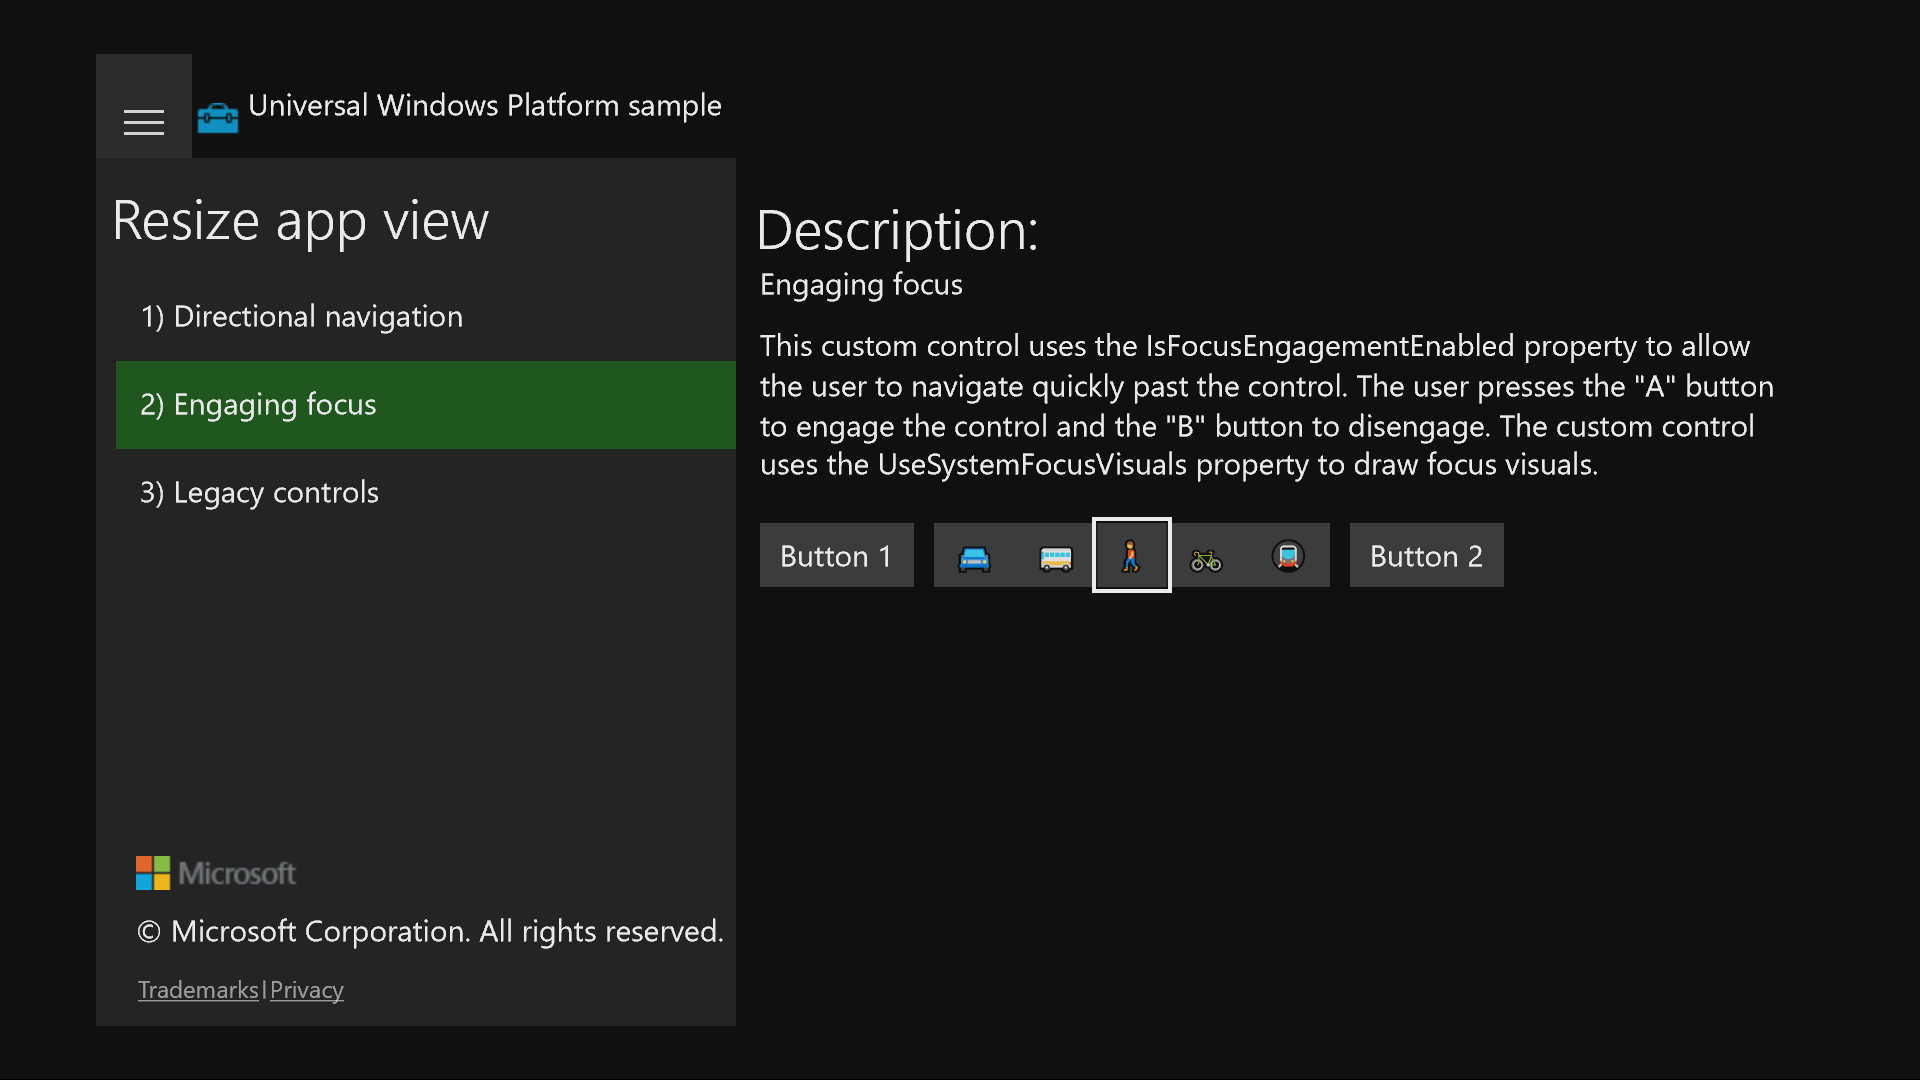 Universal Windows Platform sample
Resize app view
1) Directional navigation
2) Engaging focus
3) Legacy controls
Microsoft
© Microsoft Corporation. All rights reserved.
Trademarks|Privacy
Description:
Engaging focus
This custom control uses the IsFocusEngagementEnabled property to allow
the user to navigate quickly past the control. The user presses the "A" button
to engage the control and the "B" button to disengage. The custom control
uses the UseSystemFocusVisuals property to draw focus visuals.
Button 1
Button 2